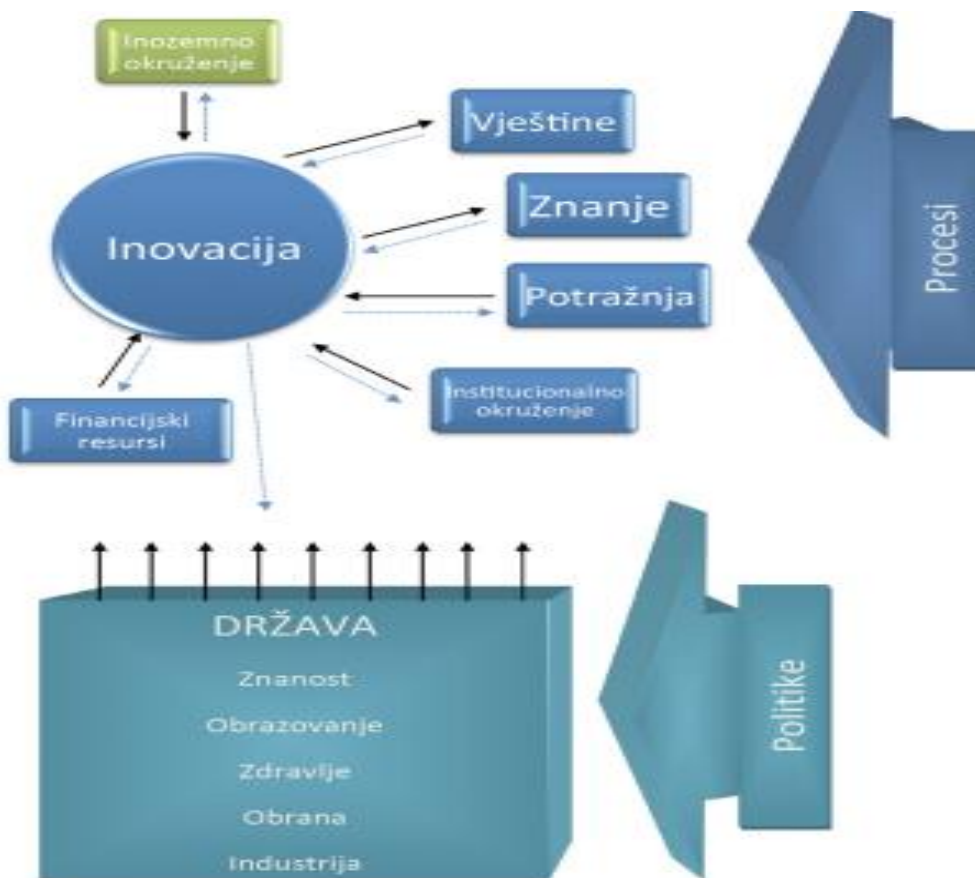 Inozemno
okruženje
Vještine
Znanje
Inovacija
Potražnja
Institucionalno
okruženje
Financijski
resursi
Procesi
DRŽAVA
Znanost
Obrazovanje
Zdravlje
Obrana
Industrija
Politike